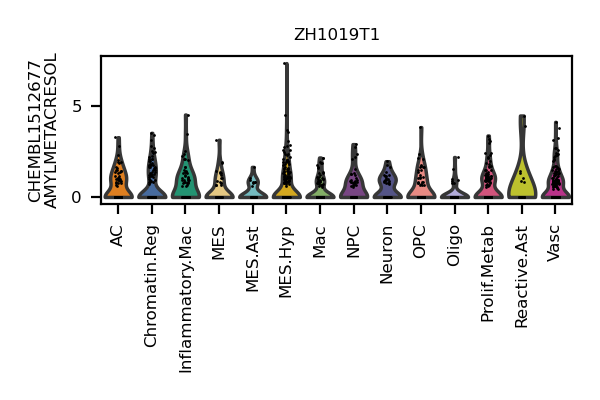 ZH1019T1
CHEMBL1512677
AMYLMETACRESOL
5
0
AC
Chromatin.Reg
Inflammatory.Mac
MES
MES.Ast
MES.Hyp
Mac
NPC
Neuron
OPC
Oligo
Prolif.Metab
Reactive.Ast
Vasc